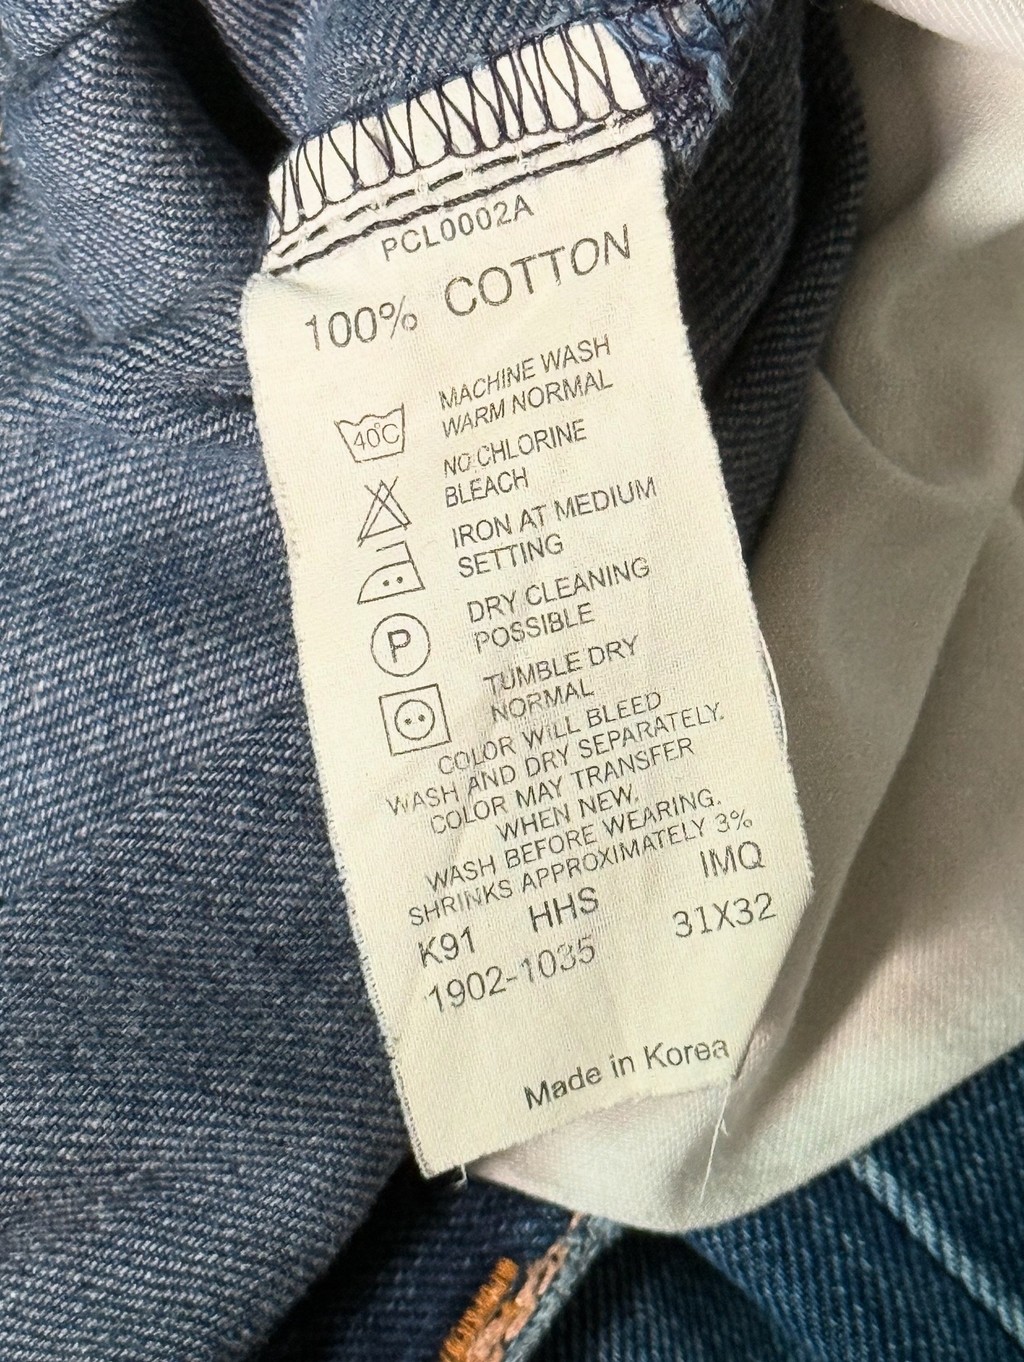 PCL0002A
100% COTTON
40°C
MACHINE WASH
WARM NORMAL
NO CHLORINE
BLEACH
IRON AT MEDIUM
SETTING
P
DRY CLEANING
POSSIBLE
TUMBLE DRY
NORMAL
COLOR WILL BLEED
WASH AND DRY SEPARATELY.
COLOR MAY TRANSFER
WHEN NEW.
WASH BEFORE WEARING.
SHRINKS APPROXIMATELY 3%
K91 HHS IMQ
1902-1035 31X32
Made in Korea